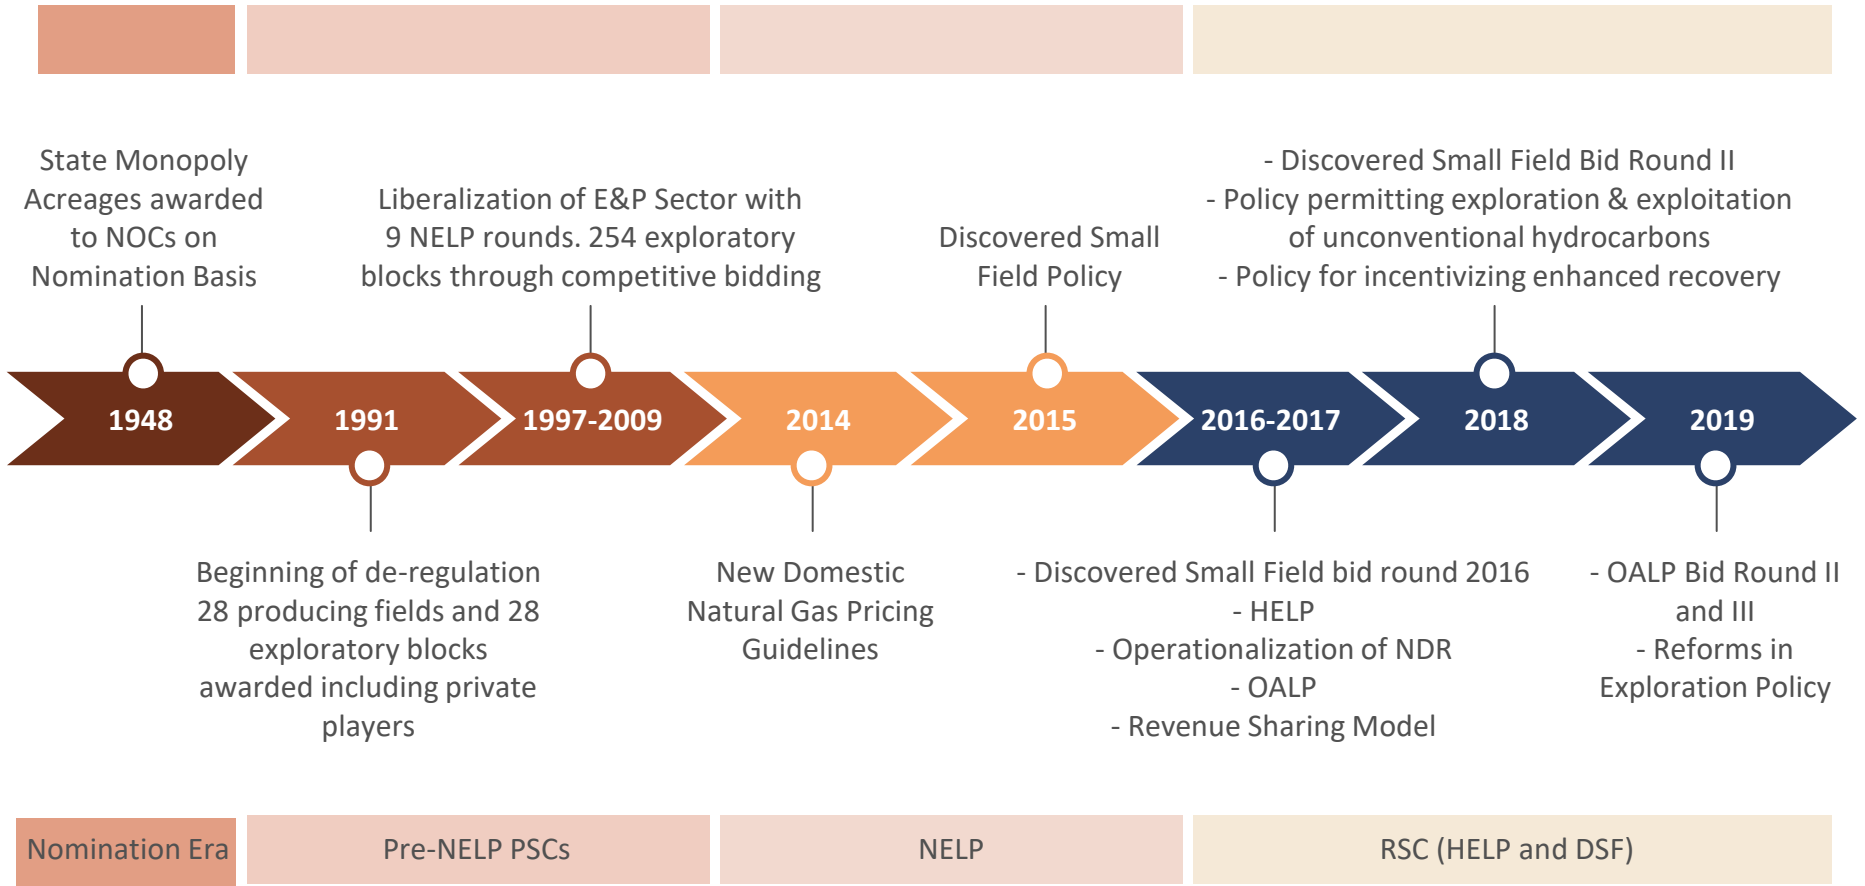 State Monopoly
Acreages awarded
to NOCs on
Nomination Basis
Liberalization of E&P Sector with
9 NELP rounds. 254 exploratory
blocks through competitive bidding
Discovered Small
Field Policy
- Discovered Small Field Bid Round II
- Policy permitting exploration & exploitation
of unconventional hydrocarbons
- Policy for incentivizing enhanced recovery
1948
1991
1997-2009
2014
2015
2016-2017
2018
2019
Beginning of de-regulation
28 producing fields and 28
exploratory blocks
awarded including private
players
New Domestic
Natural Gas Pricing
Guidelines
- Discovered Small Field bid round 2016
- HELP
- Operationalization of NDR
- OALP
- Revenue Sharing Model
- OALP Bid Round II
and III
- Reforms in
Exploration Policy
Nomination Era
Pre-NELP PSCs
NELP
RSC (HELP and DSF)